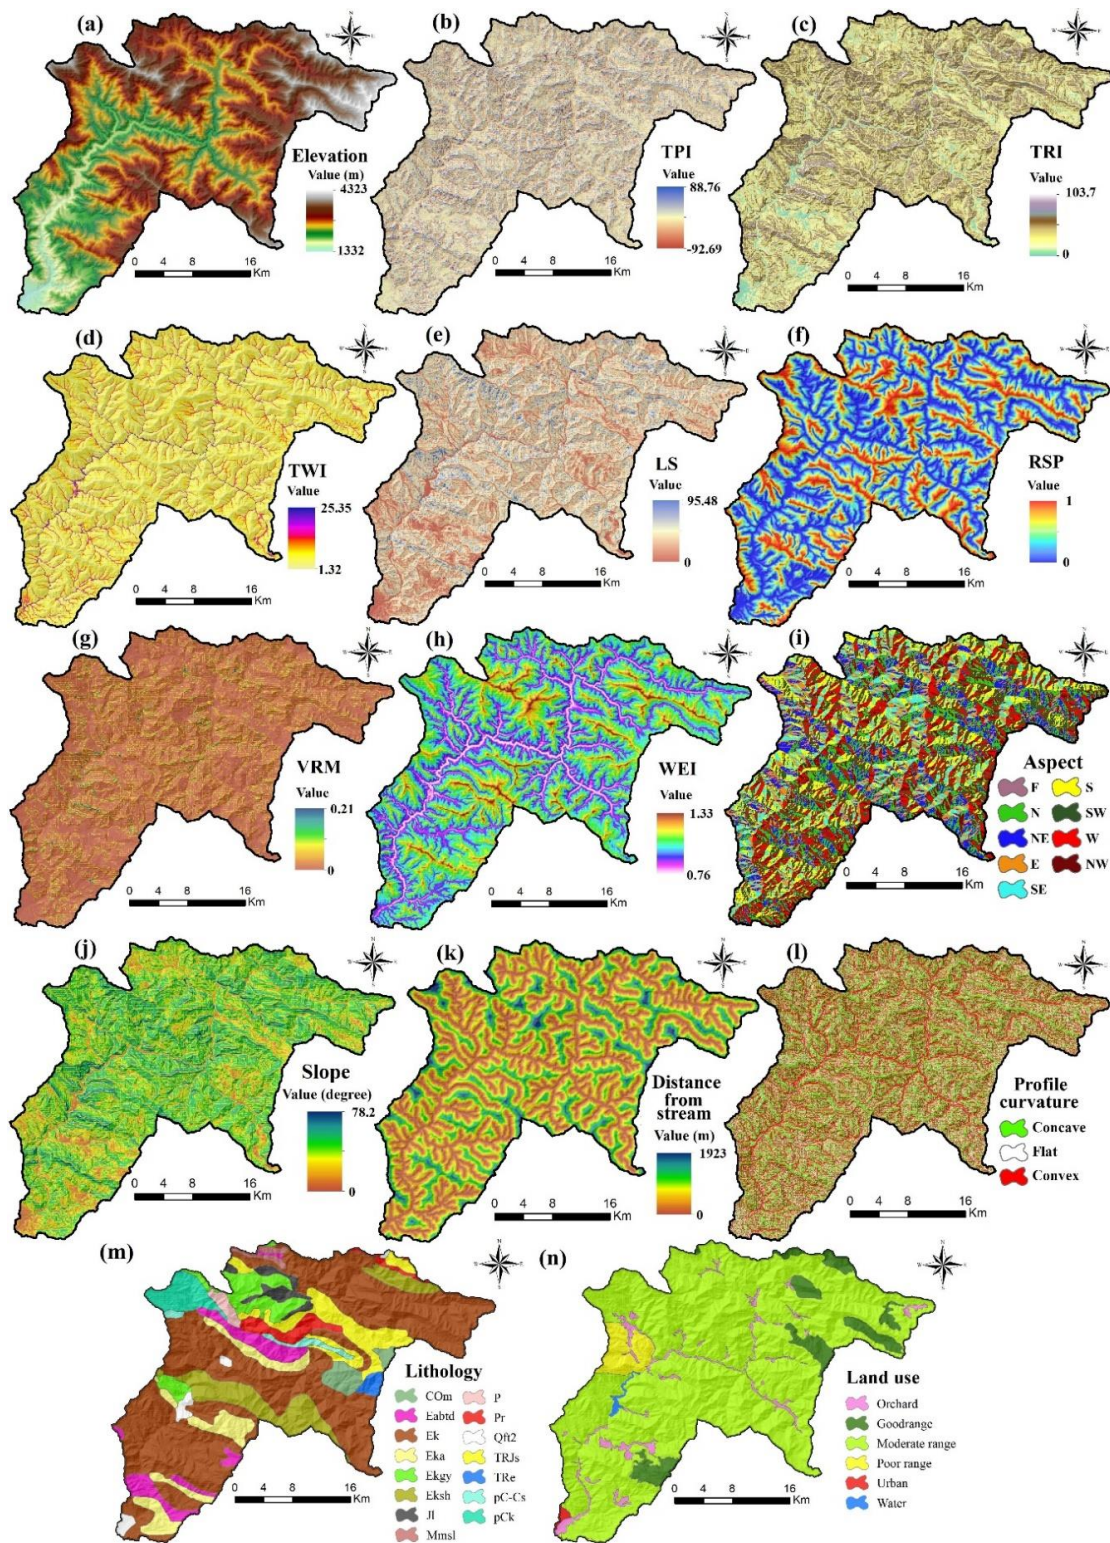 (a)
Elevation
Value (m)
4323
1332
0 4 8 16
Km
(b)
TPI
Value
88.76
-92.69
0 4 8 16
Km
(c)
TRI
Value
103.7
0
0 4 8 16
Km
(d)
TWI
Value
25.35
1.32
0 4 8 16
Km
(e)
LS
Value
95.48
0
0 4 8 16
Km
(f)
RSP
Value
1
0
0 4 8 16
Km
(g)
VRM
Value
0.21
0
0 4 8 16
Km
(h)
WEI
Value
1.33
0.76
0 4 8 16
Km
(i)
Aspect
F S
N SW
NE W
E NW
SE
0 4 8 16
Km
(j)
Slope
Value (degree)
78.2
0
0 4 8 16
Km
(k)
Distance
from
stream
Value (m)
1923
0
0 4 8 16
Km
(l)
Profile
curvature
Concave
Flat
Convex
0 4 8 16
Km
(m)
Lithology
COm P
Eabtd Pr
Ek Qft2
Eka TRJs
Ekgy TRe
Eksh pC-Cs
Jl pCk
Mmsl
0 4 8 16
Km
(n)
Land use
Orchard
Goodrange
Moderate range
Poor range
Urban
Water
0 4 8 16
Km